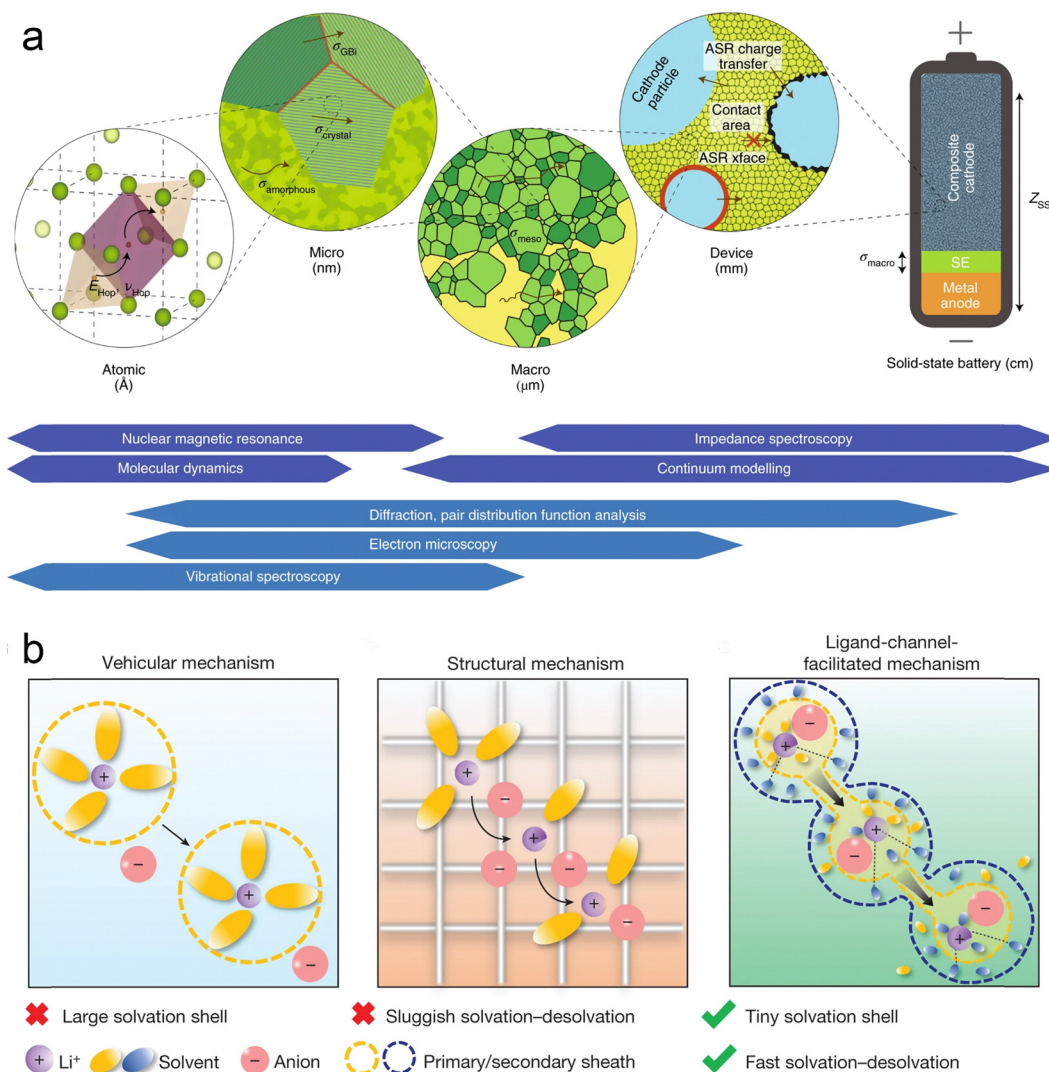 a
σGBi
σcrystal
σamorphous
Micro
(nm)
EHop, νHop
Atomic
(Å)
σmeso
Macro
(μm)
Cathode
particle
ASR charge
transfer
Contact
area
ASR xface
Device
(mm)
+
Composite
cathode
ZSS
σmacro
SE
Metal
anode
−
Solid-state battery (cm)
Nuclear magnetic resonance
Impedance spectroscopy
Molecular dynamics
Continuum modelling
Diffraction, pair distribution function analysis
Electron microscopy
Vibrational spectroscopy
b
Vehicular mechanism
Structural mechanism
Ligand-channel-
facilitated mechanism
+
−
+
−
+
−
+
−
−
+
−
−
+
+
−
−
+
Large solvation shell
Sluggish solvation–desolvation
Tiny solvation shell
+ Li+
Solvent
− Anion
Primary/secondary sheath
Fast solvation–desolvation